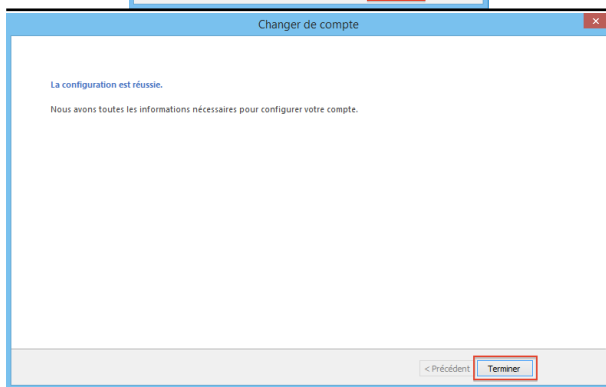 Changer de compte
La configuration est réussie.
Nous avons toutes les informations nécessaires pour configurer votre compte.
< Précédent
Terminer